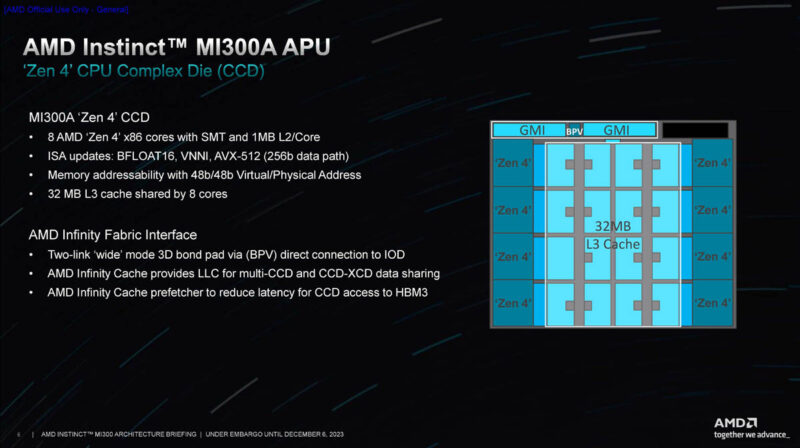 [AMD Official Use Only - General]
AMD Instinct™ MI300A APU
'Zen 4' CPU Complex Die (CCD)
MI300A 'Zen 4' CCD
• 8 AMD 'Zen 4' x86 cores with SMT and 1MB L2/Core
• ISA updates: BFLOAT16, VNNI, AVX-512 (256b data path)
• Memory addressability with 48b/48b Virtual/Physical Address
• 32 MB L3 cache shared by 8 cores
AMD Infinity Fabric Interface
• Two-link 'wide' mode 3D bond pad via (BPV) direct connection to IOD
• AMD Infinity Cache provides LLC for multi-CCD and CCD-XCD data sharing
• AMD Infinity Cache prefetcher to reduce latency for CCD access to HBM3
GMI BPV GMI
'Zen 4' 'Zen 4'
'Zen 4' 'Zen 4'
32MB
L3 Cache
'Zen 4' 'Zen 4'
'Zen 4' 'Zen 4'
6 | AMD INSTINCT™ MI300 ARCHITECTURE BRIEFING | UNDER EMBARGO UNTIL DECEMBER 6, 2023
AMD
together we advance_